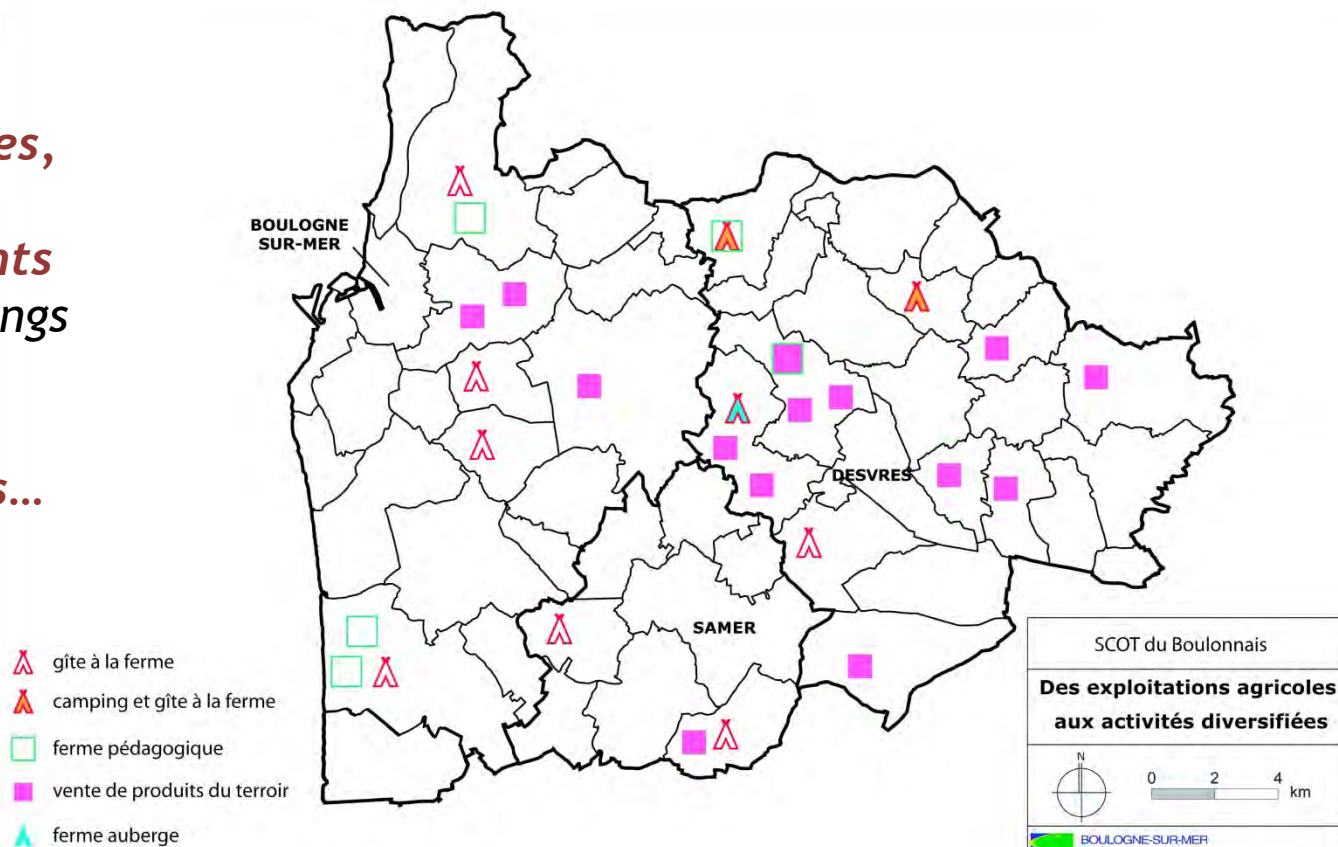 es,
nts
ngs
s...
BOULOGNE
SUR-MER
DESVRES
SAMER
gîte à la ferme
camping et gîte à la ferme
ferme pédagogique
vente de produits du terroir
ferme auberge
SCOT du Boulonnais
Des exploitations agricoles
aux activités diversifiées
N
0 2 4
km
BOULOGNE-SUR-MER